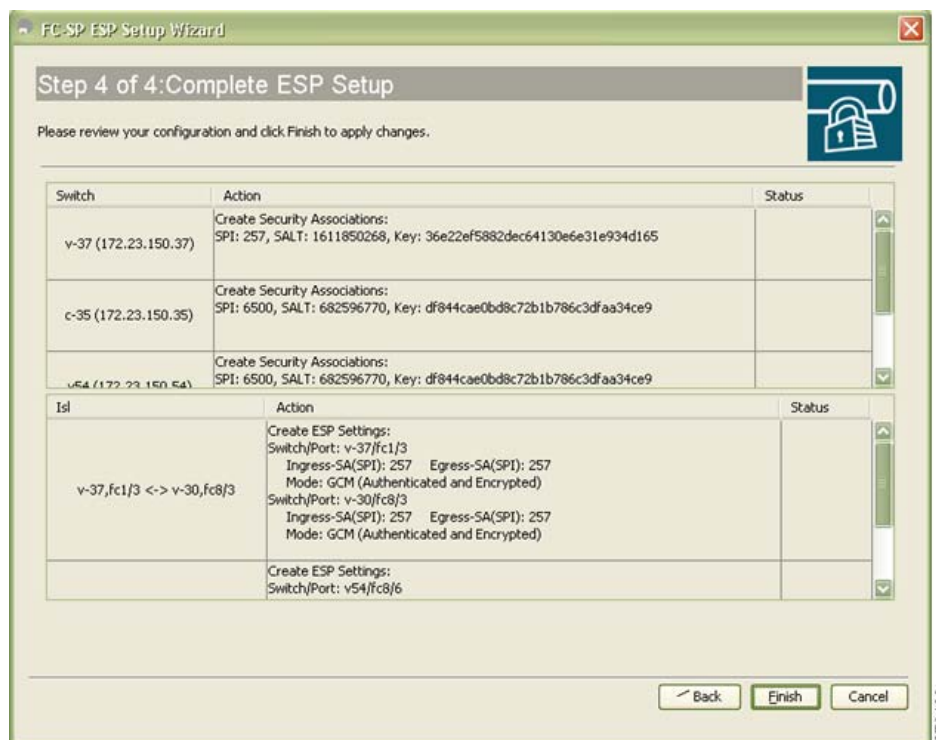 FC-SP ESP Setup Wizard
Step 4 of 4:Complete ESP Setup
Please review your configuration and click Finish to apply changes.
Switch Action Status
v-37 (172.23.150.37)
Create Security Associations:
SPI: 257, SALT: 1611850268, Key: 36e22ef5882dec64130e6e31e934d165
c-35 (172.23.150.35)
Create Security Associations:
SPI: 6500, SALT: 682596770, Key: df844cae0bd8c72b1b786c3dfaa34ce9
v54 (172.23.150.54)
Create Security Associations:
SPI: 6500, SALT: 682596770, Key: df844cae0bd8c72b1b786c3dfaa34ce9
Isl Action Status
v-37,fc1/3 <-> v-30,fc8/3
Create ESP Settings:
Switch/Port: v-37/fc1/3
Ingress-SA(SPI): 257 Egress-SA(SPI): 257
Mode: GCM (Authenticated and Encrypted)
Switch/Port: v-30/fc8/3
Ingress-SA(SPI): 257 Egress-SA(SPI): 257
Mode: GCM (Authenticated and Encrypted)
Create ESP Settings:
Switch/Port: v54/fc8/6
Back Finish Cancel